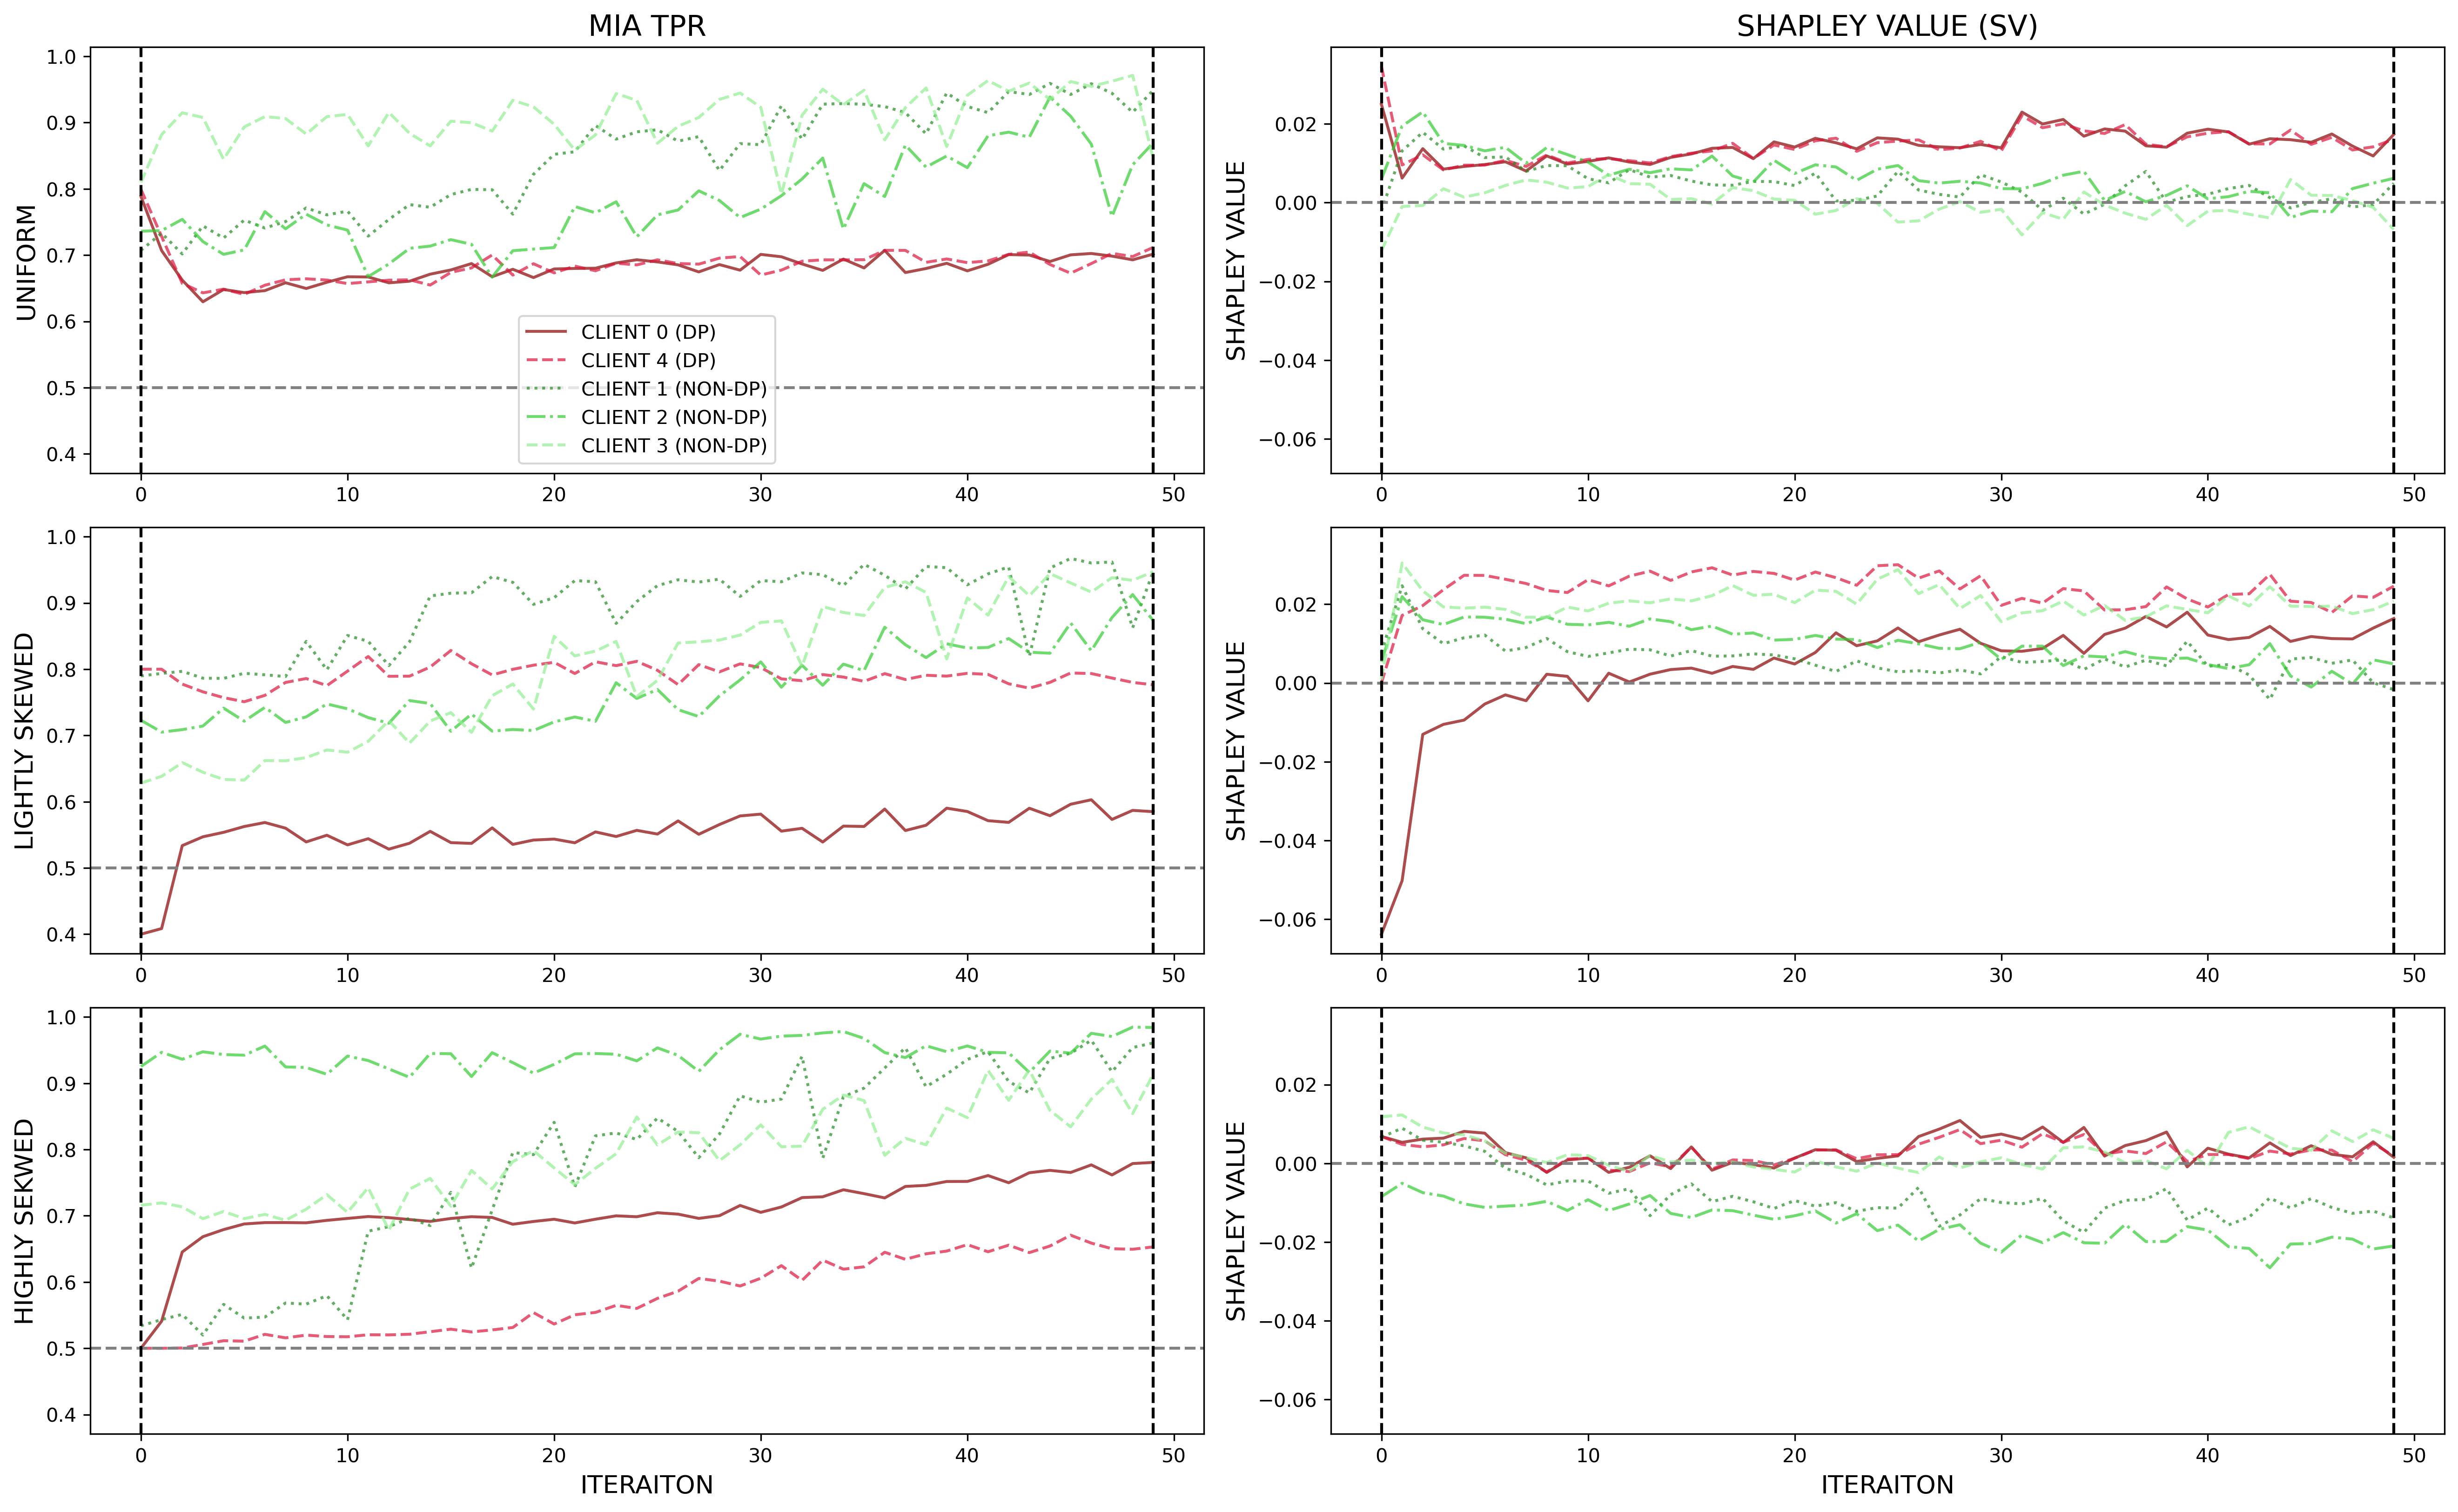 MIA TPR
SHAPLEY VALUE (SV)
UNIFORM
1.0
0.9
0.8
0.7
0.6
0.5
0.4
CLIENT 0 (DP)
CLIENT 4 (DP)
CLIENT 1 (NON-DP)
CLIENT 2 (NON-DP)
CLIENT 3 (NON-DP)
0 10 20 30 40 50
SHAPLEY VALUE
0.02
0.00
−0.02
−0.04
−0.06
0 10 20 30 40 50
LIGHTLY SKEWED
1.0
0.9
0.8
0.7
0.6
0.5
0.4
0 10 20 30 40 50
SHAPLEY VALUE
0.02
0.00
−0.02
−0.04
−0.06
0 10 20 30 40 50
HIGHLY SEKWED
1.0
0.9
0.8
0.7
0.6
0.5
0.4
0 10 20 30 40 50
ITERAITON
SHAPLEY VALUE
0.02
0.00
−0.02
−0.04
−0.06
0 10 20 30 40 50
ITERAITON